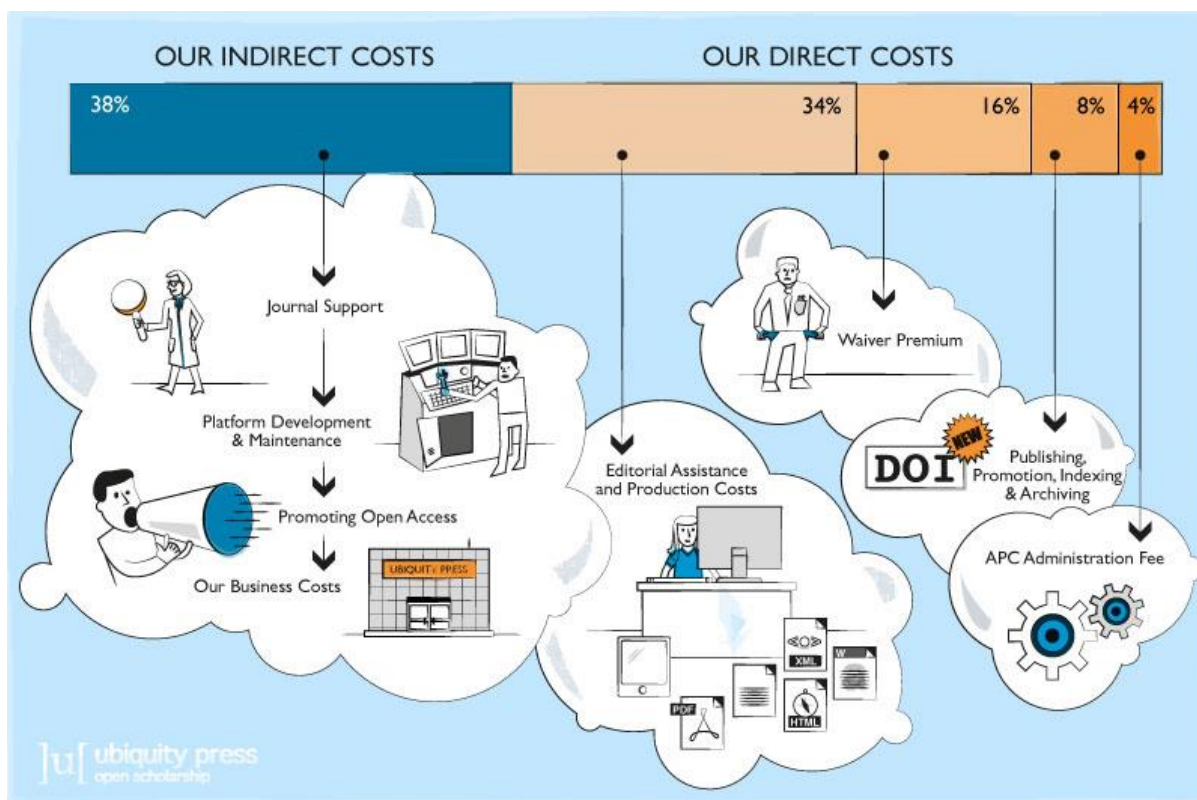 OUR INDIRECT COSTS
OUR DIRECT COSTS
38%
34%
16%
8%
4%
Journal Support
Platform Development
& Maintenance
Promoting Open Access
Our Business Costs
UBIQUITY PRESS
Editorial Assistance
and Production Costs
PDF
XML
W
HTML
Waiver Premium
DOI
NEW
Publishing,
Promotion, Indexing
& Archiving
APC Administration Fee
]u[ ubiquity press
open scholarship